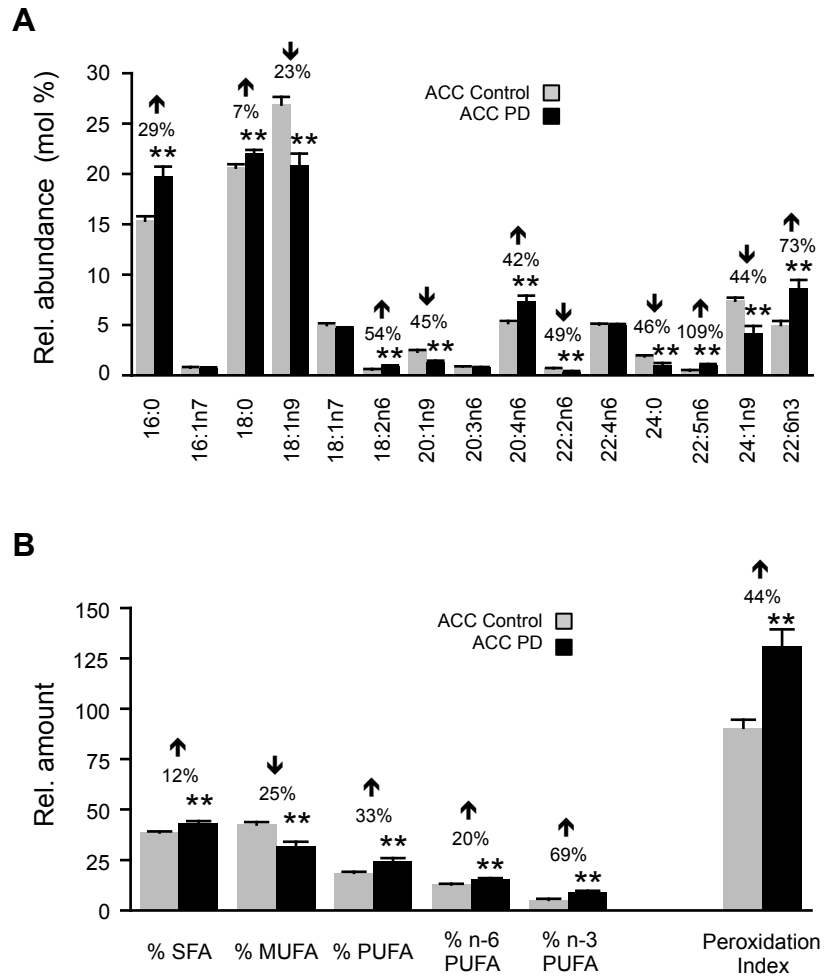 A
Rel. abundance (mol %)
30
25
20
15
10
5
0
ACC Control
ACC PD
29%
**
7%
**
23%
**
54%
**
45%
**
42%
**
49%
**
46%
**
109%
**
44%
**
73%
**
16:0
16:1n7
18:0
18:1n9
18:1n7
18:2n6
20:1n9
20:3n6
20:4n6
22:2n6
22:4n6
24:0
22:5n6
24:1n9
22:6n3
B
Rel. amount
150
125
100
75
50
25
0
ACC Control
ACC PD
12%
**
25%
**
33%
**
20%
**
69%
**
44%
**
% SFA
% MUFA
% PUFA
% n-6
PUFA
% n-3
PUFA
Peroxidation
Index